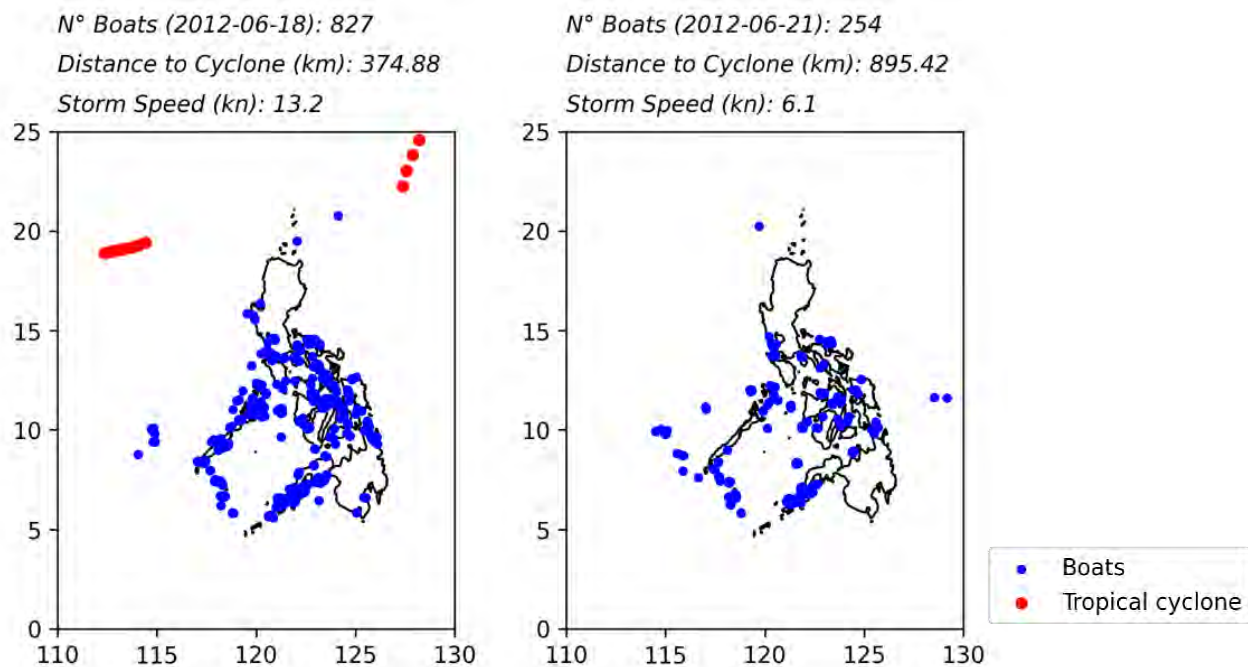 N° Boats (2012-06-18): 827
Distance to Cyclone (km): 374.88
Storm Speed (kn): 13.2
25
20
15
10
5
0
110 115 120 125 130
N° Boats (2012-06-21): 254
Distance to Cyclone (km): 895.42
Storm Speed (kn): 6.1
25
20
15
10
5
0
110 115 120 125 130
Boats
Tropical cyclone